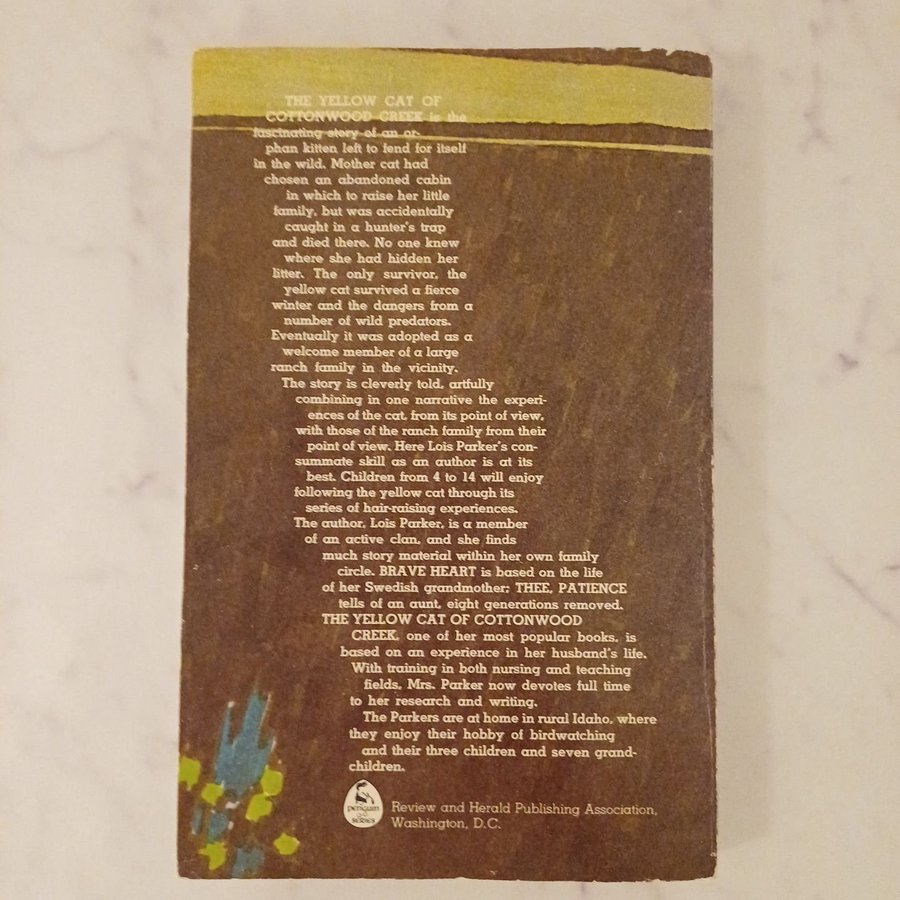 THE YELLOW CAT OF
COTTONWOOD CREEK is the
fascinating story of an or-
phan kitten left to fend for itself
in the wild. Mother cat had
chosen an abandoned cabin
in which to raise her little
family, but was accidentally
caught in a hunter's trap
and died there. No one knew
where she had hidden her
litter. The only survivor, the
yellow cat survived a fierce
winter and the dangers from a
number of wild predators.
Eventually it was adopted as a
welcome member of a large
ranch family in the vicinity.
The story is cleverly told, artfully
combining in one narrative the experi-
ences of the cat, from its point of view,
with those of the ranch family from their
point of view. Here Lois Parker's con-
summate skill as an author is at its
best. Children from 4 to 14 will enjoy
following the yellow cat through its
series of hair-raising experiences.
The author, Lois Parker, is a member
of an active clan, and she finds
much story material within her own family
circle. BRAVE HEART is based on the life
of her Swedish grandmother; THEE, PATIENCE
tells of an aunt, eight generations removed.
THE YELLOW CAT OF COTTONWOOD
CREEK, one of her most popular books, is
based on an experience in her husband's life.
With training in both nursing and teaching
fields, Mrs. Parker now devotes full time
to her research and writing.
The Parkers are at home in rural Idaho, where
they enjoy their hobby of birdwatching
and their three children and seven grand-
children.
penguin
SERIES
Review and Herald Publishing Association,
Washington, D.C.